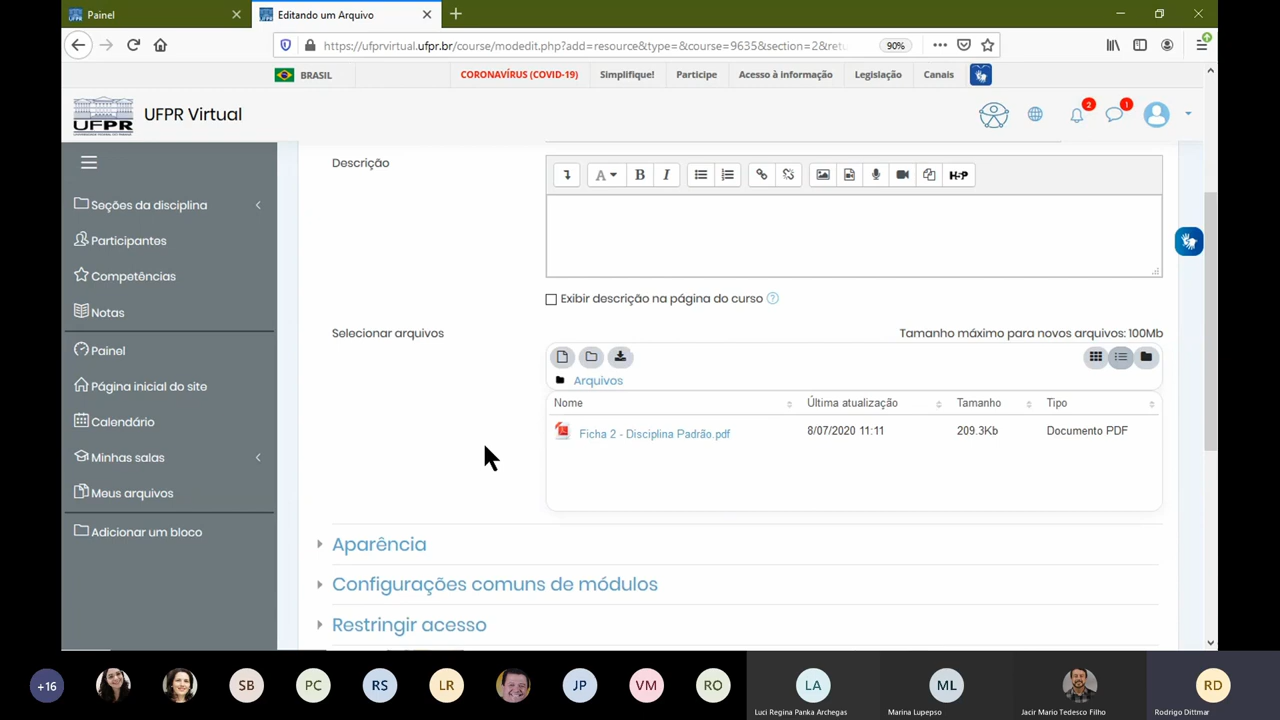 Painel
Editando um Arquivo
https://ufprvirtual.ufpr.br/course/modedit.php?add=resource&type=&course=9635&section=2&retu
90%
BRASIL
CORONAVÍRUS (COVID-19)
Simplifique!
Participe
Acesso à informação
Legislação
Canais
UFPR
UFPR Virtual
2
1
Seções da disciplina
Participantes
Competências
Notas
Painel
Página inicial do site
Calendário
Minhas salas
Meus arquivos
Adicionar um bloco
Descrição
A
B
I
H-P
Exibir descrição na página do curso
Selecionar arquivos
Tamanho máximo para novos arquivos: 100Mb
Arquivos
Nome
Última atualização
Tamanho
Tipo
Ficha 2 - Disciplina Padrão.pdf
8/07/2020 11:11
209.3Kb
Documento PDF
Aparência
Configurações comuns de módulos
Restringir acesso
+16
SB
PC
RS
LR
JP
VM
RO
LA
Luci Regina Panka Archegas
ML
Marina Lupepso
Jacir Mario Tedesco Filho
RD
Rodrigo Dittmar